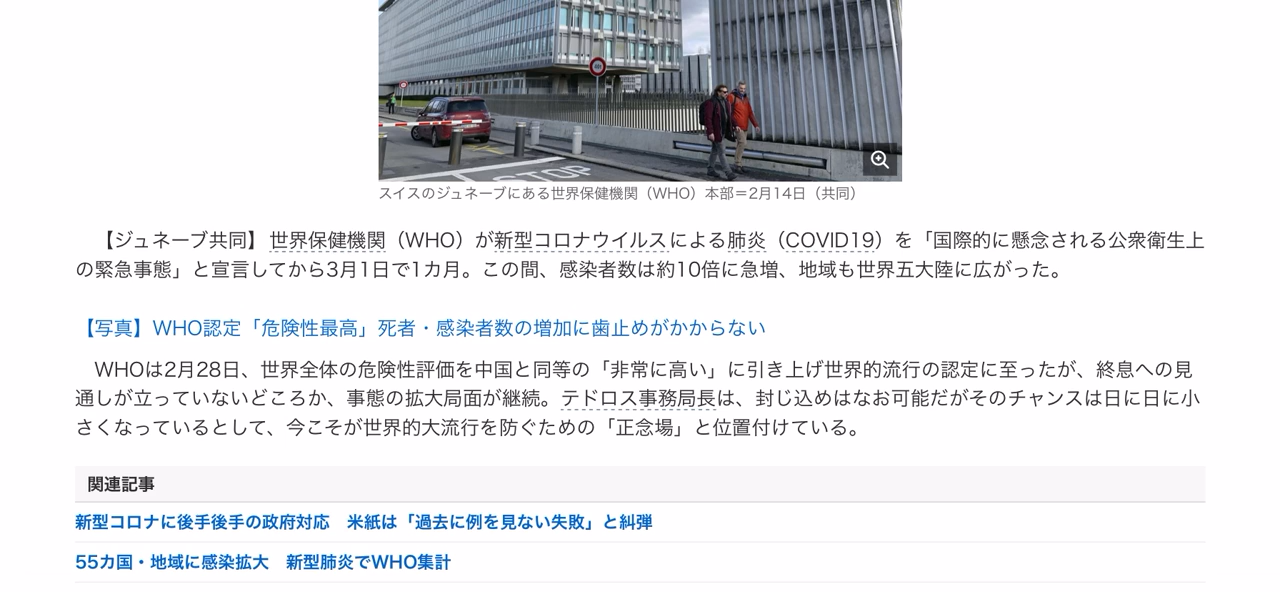 STOP
スイスのジュネーブにある世界保健機関（WHO）本部＝2月14日（共同）
【ジュネーブ共同】世界保健機関（WHO）が新型コロナウイルスによる肺炎（COVID19）を「国際的に懸念される公衆衛生上
の緊急事態」と宣言してから3月1日で1カ月。この間、感染者数は約10倍に急増、地域も世界五大陸に広がった。
【写真】WHO認定「危険性最高」死者・感染者数の増加に歯止めがかからない
WHOは2月28日、世界全体の危険性評価を中国と同等の「非常に高い」に引き上げ世界的流行の認定に至ったが、終息への見
通しが立っていないどころか、事態の拡大局面が継続。テドロス事務局長は、封じ込めはなお可能だがそのチャンスは日に日に小
さくなっているとして、今こそが世界的大流行を防ぐための「正念場」と位置付けている。
関連記事
新型コロナに後手後手の政府対応　米紙は「過去に例を見ない失敗」と糾弾
55カ国・地域に感染拡大　新型肺炎でWHO集計